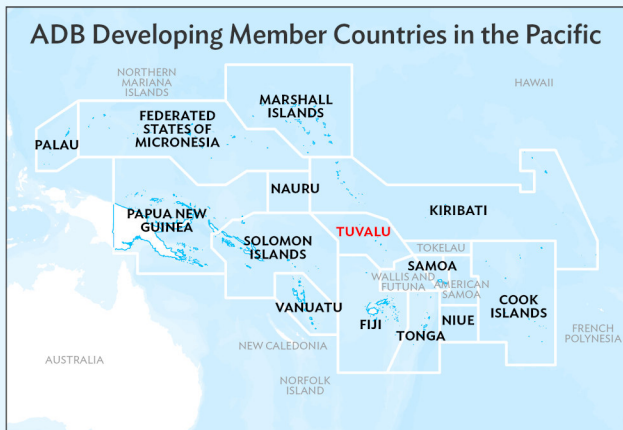 ADB Developing Member Countries in the Pacific
NORTHERN
MARIANA
ISLANDS
HAWAII
MARSHALL
ISLANDS
FEDERATED
STATES OF
MICRONESIA
PALAU
NAURU
KIRIBATI
PAPUA NEW
GUINEA
TUVALU
SOLOMON
ISLANDS
TOKELAU
SAMOA
WALLIS AND
FUTUNA
AMERICAN
SAMOA
VANUATU
COOK
ISLANDS
FIJI
TONGA
NIUE
FRENCH
POLYNESIA
NEW CALEDONIA
AUSTRALIA
NORFOLK
ISLAND